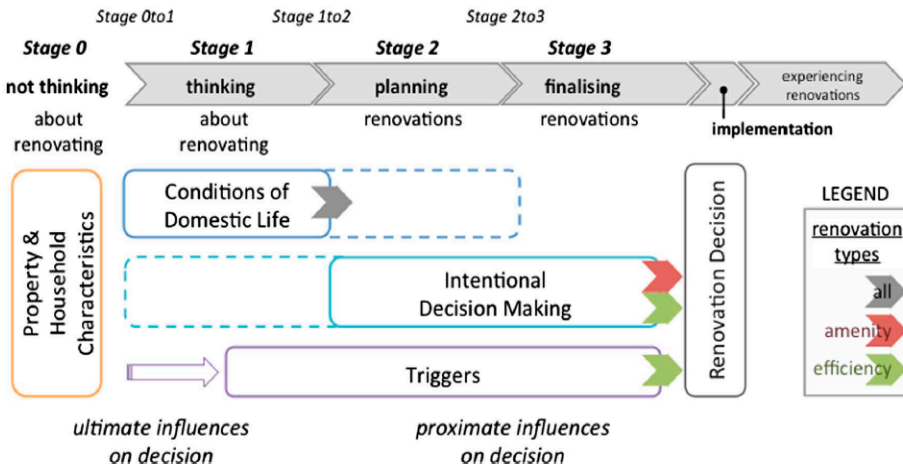 Stage 0to1
Stage 1to2
Stage 2to3
Stage 0
Stage 1
Stage 2
Stage 3
not thinking
thinking
planning
finalising
experiencing
renovations
about
renovating
about
renovating
renovations
renovations
implementation
Property &
Household
Characteristics
Conditions of
Domestic Life
Intentional
Decision Making
Triggers
Renovation Decision
LEGEND
renovation
types
all
amenity
efficiency
ultimate influences
on decision
proximate influences
on decision